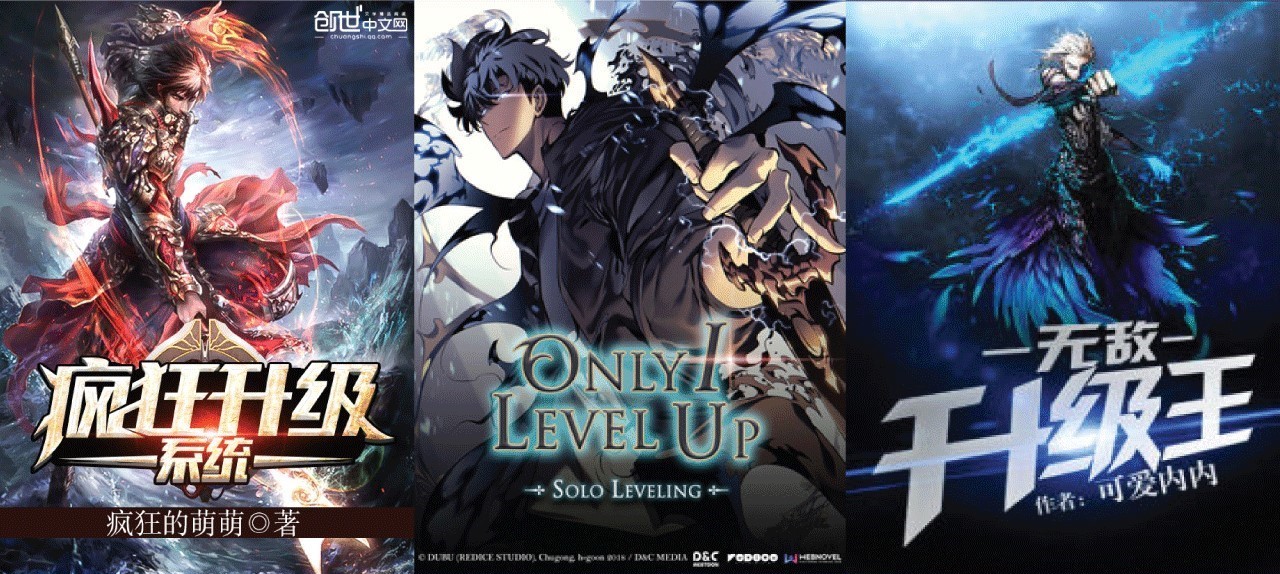 创世中文网
chuangshi.qq.com
疯狂升级
系统
疯狂的萌萌◎著
ONLY I
LEVEL UP
SOLO LEVELING
© DUBU (REDICE STUDIO), Chugong, h-goon 2018 / D&C MEDIA
D&C
WEBTOON
WEBNOVEL
无敌
升级王
作者：可爱内内